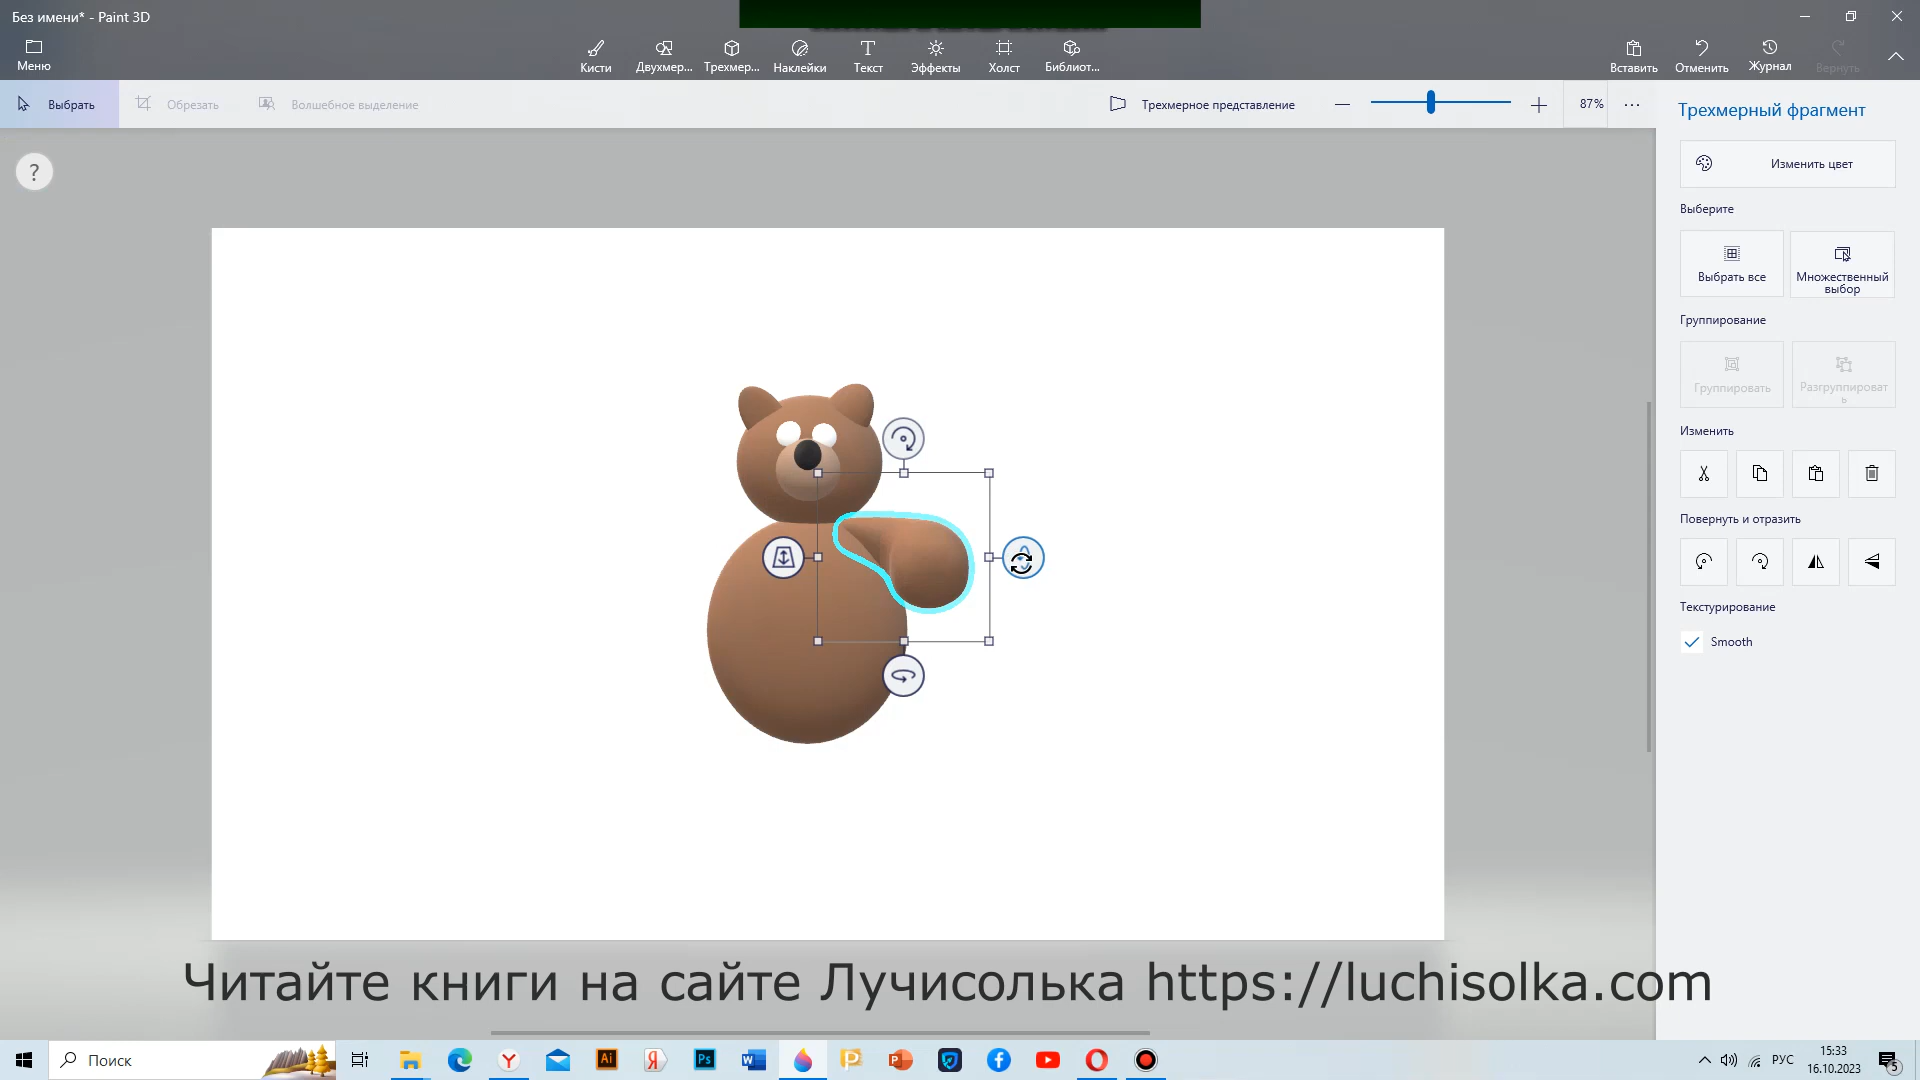 Без имени* - Paint 3D
Меню
Кисти
Двухмер...
Трехмер...
Наклейки
Текст
Эффекты
Холст
Библиот...
Вставить
Отменить
Журнал
Вернуть
Выбрать
Обрезать
Волшебное выделение
Трехмерное представление
87%
?
Трехмерный фрагмент
Изменить цвет
Выберите
Выбрать все
Множественный
выбор
Группирование
Группировать
Разгруппироват
ь
Изменить
Повернуть и отразить
Текстурирование
Smooth
Читайте книги на сайте Лучисолька https://luchisolka.com
Поиск
РУС
15:33
16.10.2023
5